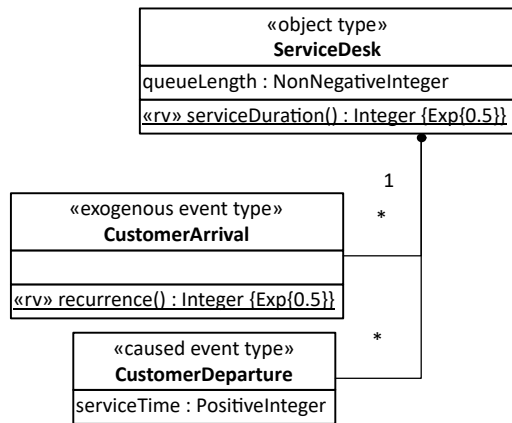 «object type»
ServiceDesk
queueLength : NonNegativeInteger
«rv» serviceDuration() : Integer {Exp{0.5}}
1
«exogenous event type»
*
CustomerArrival
«rv» recurrence() : Integer {Exp{0.5}}
*
«caused event type»
CustomerDeparture
serviceTime : PositiveInteger